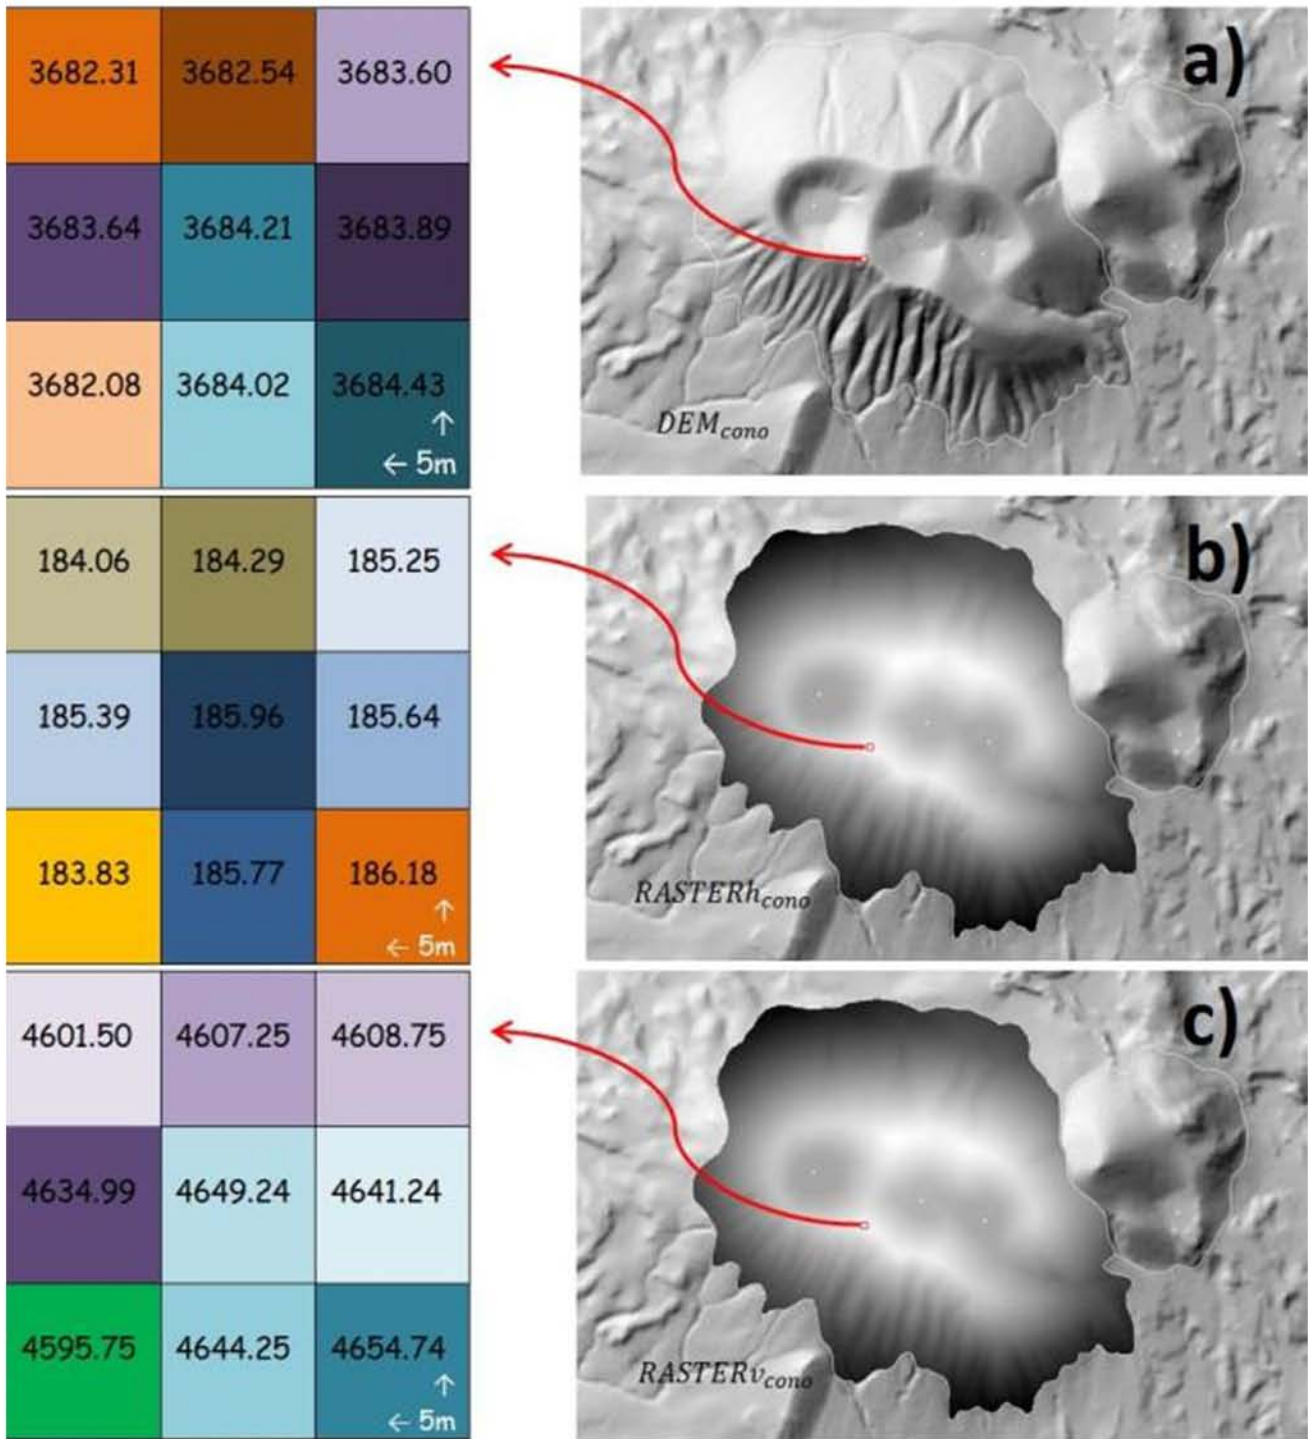 3682.31 3682.54 3683.60
3683.64 3684.21 3683.89
3682.08 3684.02 3684.43
↑
← 5m
a)
DEM_cono
184.06 184.29 185.25
185.39 185.96 185.64
183.83 185.77 186.18
↑
← 5m
b)
RASTERh_cono
4601.50 4607.25 4608.75
4634.99 4649.24 4641.24
4595.75 4644.25 4654.74
↑
← 5m
c)
RASTERv_cono